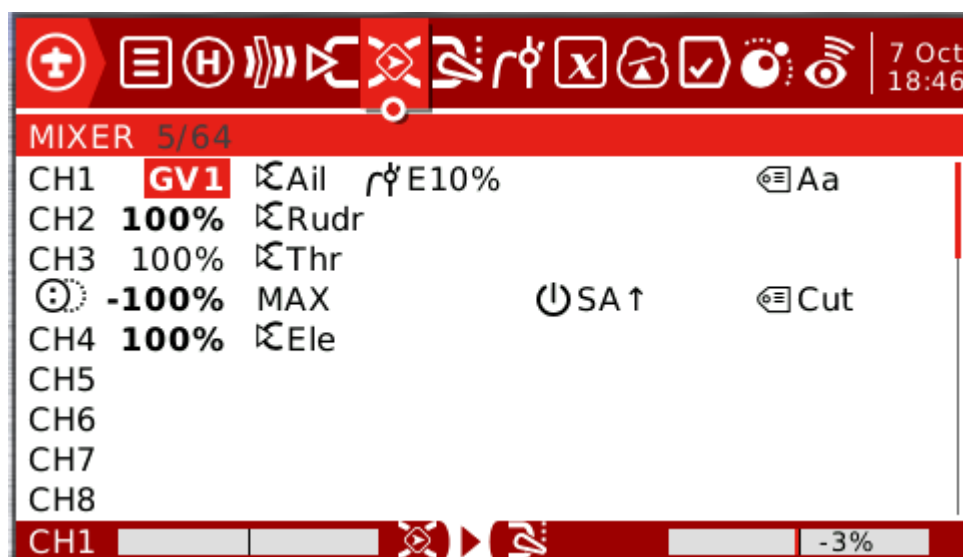 7 Oct
18:46
MIXER 5/64
CH1 GV1 Ail E10% Aa
CH2 100% Rudr
CH3 100% Thr
-100% MAX SA↑ Cut
CH4 100% Ele
CH5
CH6
CH7
CH8
CH1 -3%